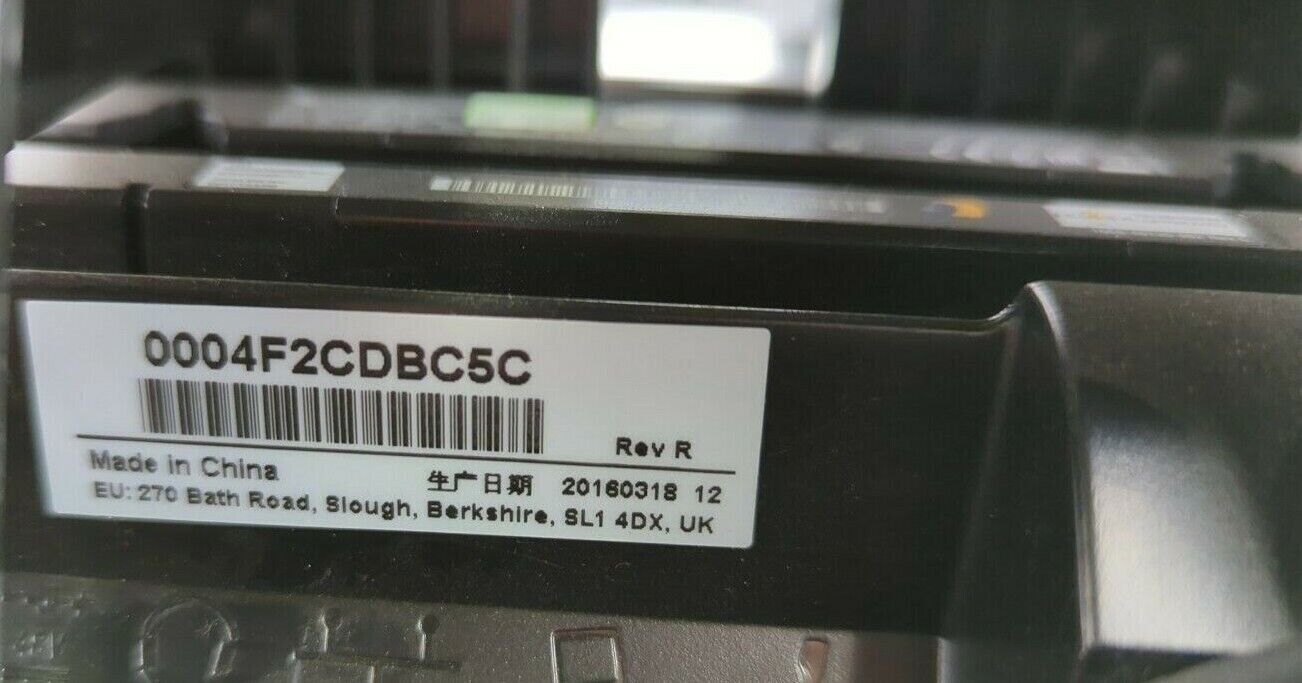 0004F2CDBC5C
Rev R
Made in China 生产日期 20160318 12
EU: 270 Bath Road, Slough, Berkshire, SL1 4DX, UK